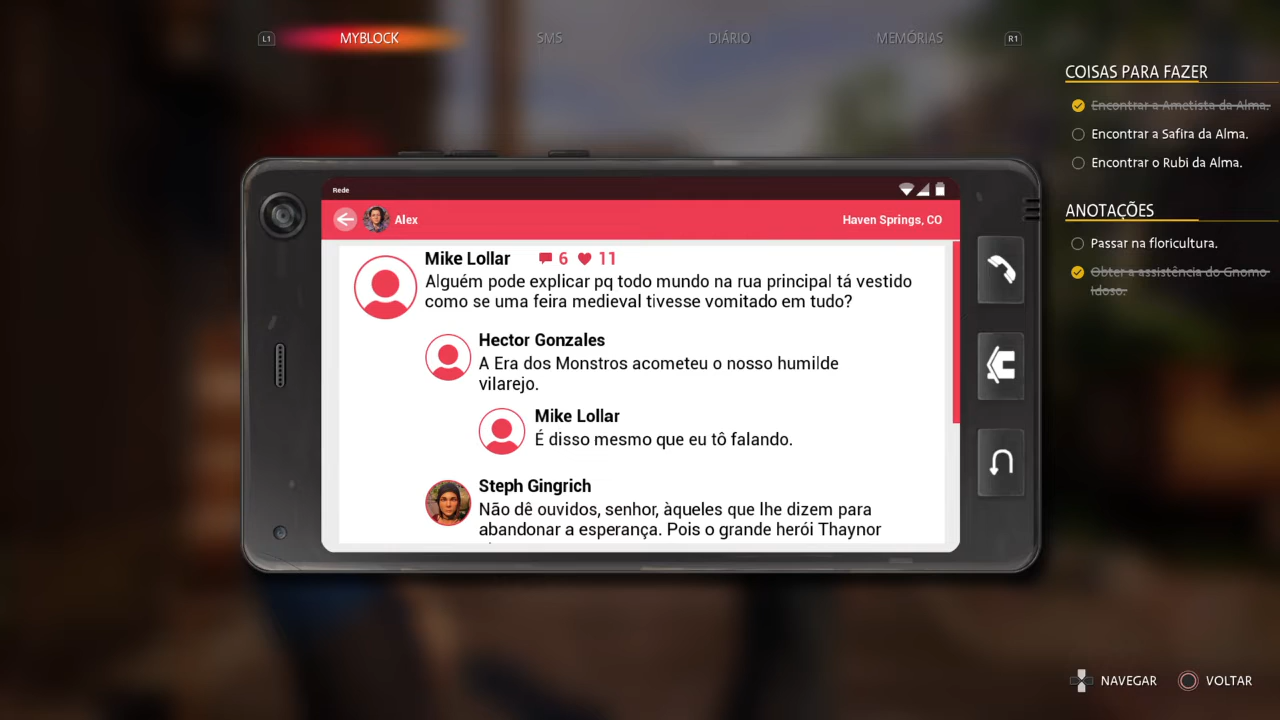 L1
MYBLOCK
SMS
DIÁRIO
MEMÓRIAS
R1
COISAS PARA FAZER
Encontrar a Ametista da Alma.
Encontrar a Safira da Alma.
Encontrar o Rubi da Alma.
ANOTAÇÕES
Passar na floricultura.
Obter a assistência do Gnomo
Idoso.
Rede
Alex
Haven Springs, CO
Mike Lollar 6 11
Alguém pode explicar pq todo mundo na rua principal tá vestido
como se uma feira medieval tivesse vomitado em tudo?
Hector Gonzales
A Era dos Monstros acometeu o nosso humilde
vilarejo.
Mike Lollar
É disso mesmo que eu tô falando.
Steph Gingrich
Não dê ouvidos, senhor, àqueles que lhe dizem para
abandonar a esperança. Pois o grande herói Thaynor
NAVEGAR
VOLTAR